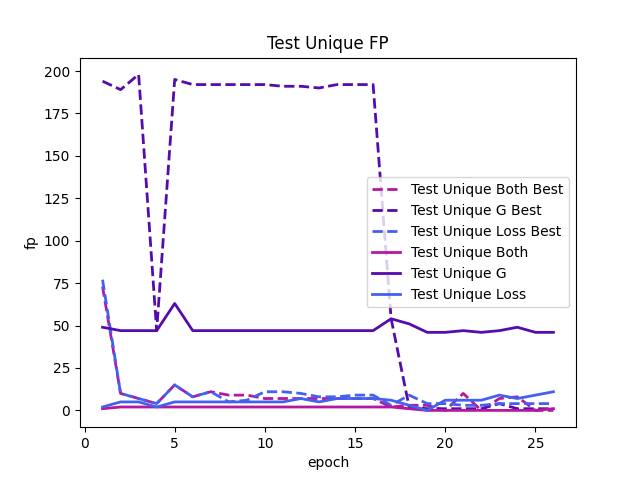 Test Unique FP
fp
200
175
150
125
100
75
50
25
0
Test Unique Both Best
Test Unique G Best
Test Unique Loss Best
Test Unique Both
Test Unique G
Test Unique Loss
0 5 10 15 20 25
epoch